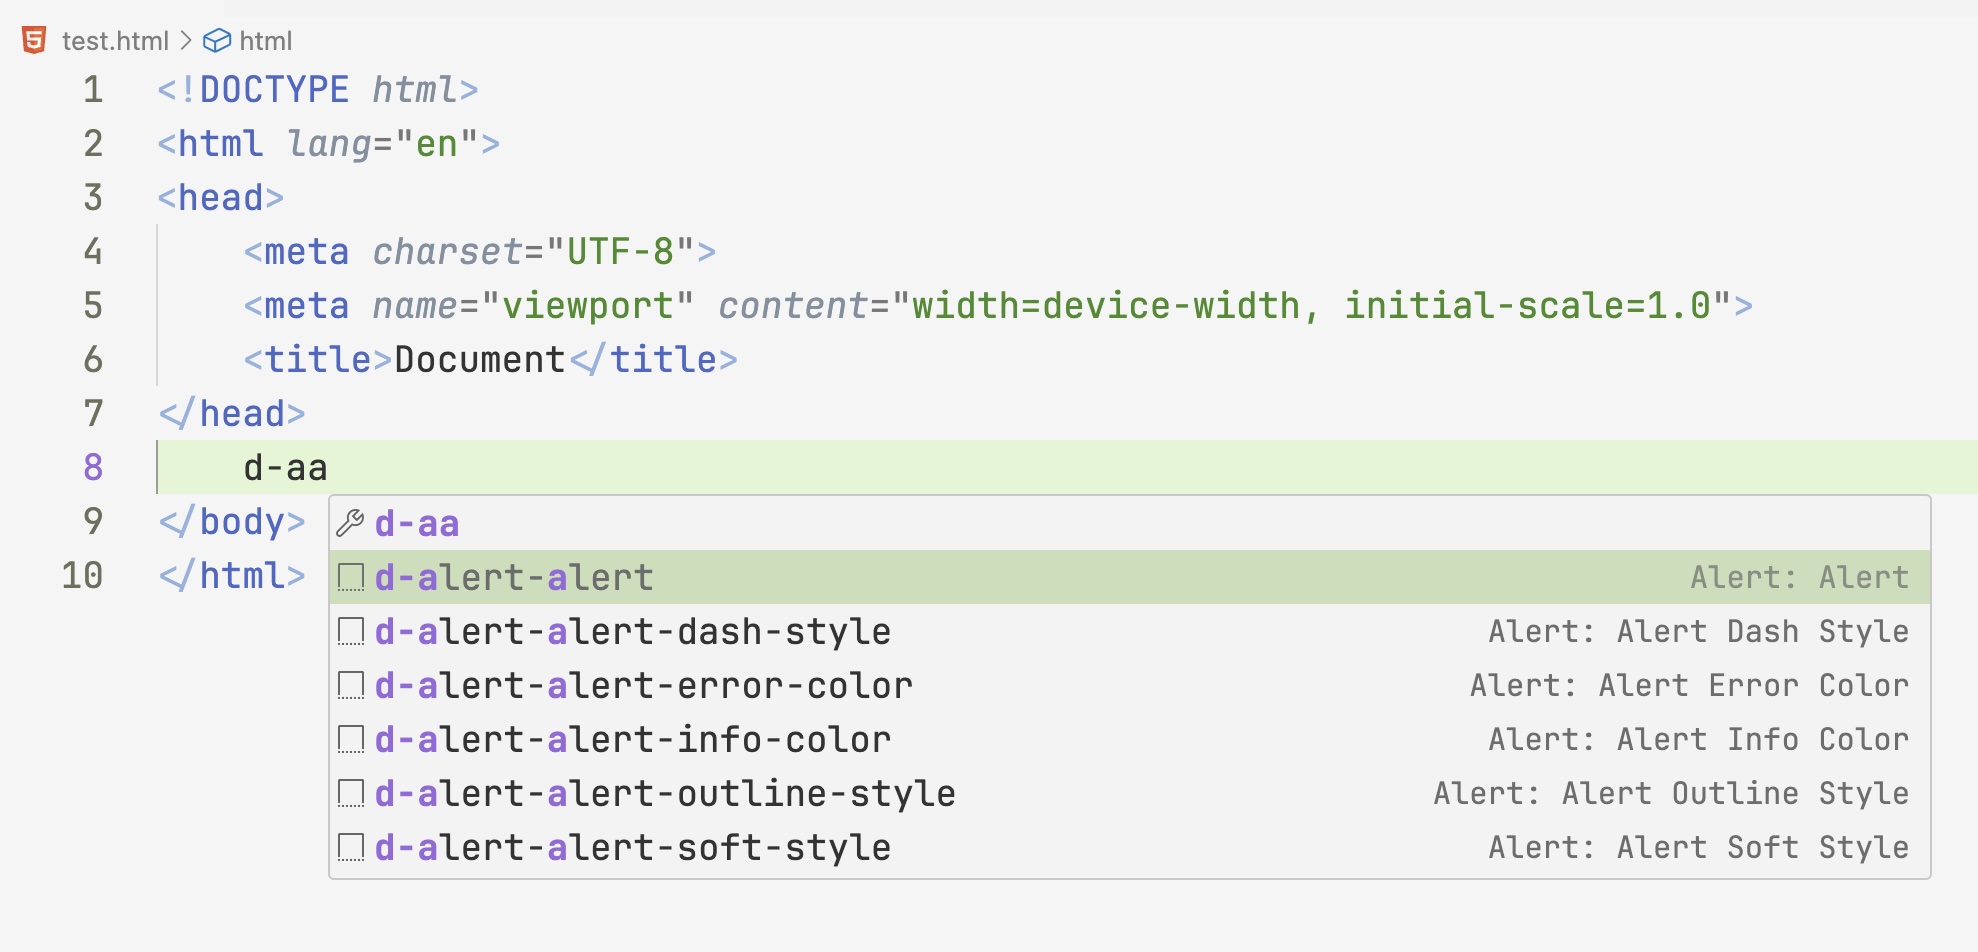 test.html > html
1 <!DOCTYPE html>
2 <html lang="en">
3 <head>
4     <meta charset="UTF-8">
5     <meta name="viewport" content="width=device-width, initial-scale=1.0">
6     <title>Document</title>
7 </head>
8     d-aa
9 </body>
10 </html>
d-aa
d-alert-alert Alert: Alert
d-alert-alert-dash-style Alert: Alert Dash Style
d-alert-alert-error-color Alert: Alert Error Color
d-alert-alert-info-color Alert: Alert Info Color
d-alert-alert-outline-style Alert: Alert Outline Style
d-alert-alert-soft-style Alert: Alert Soft Style